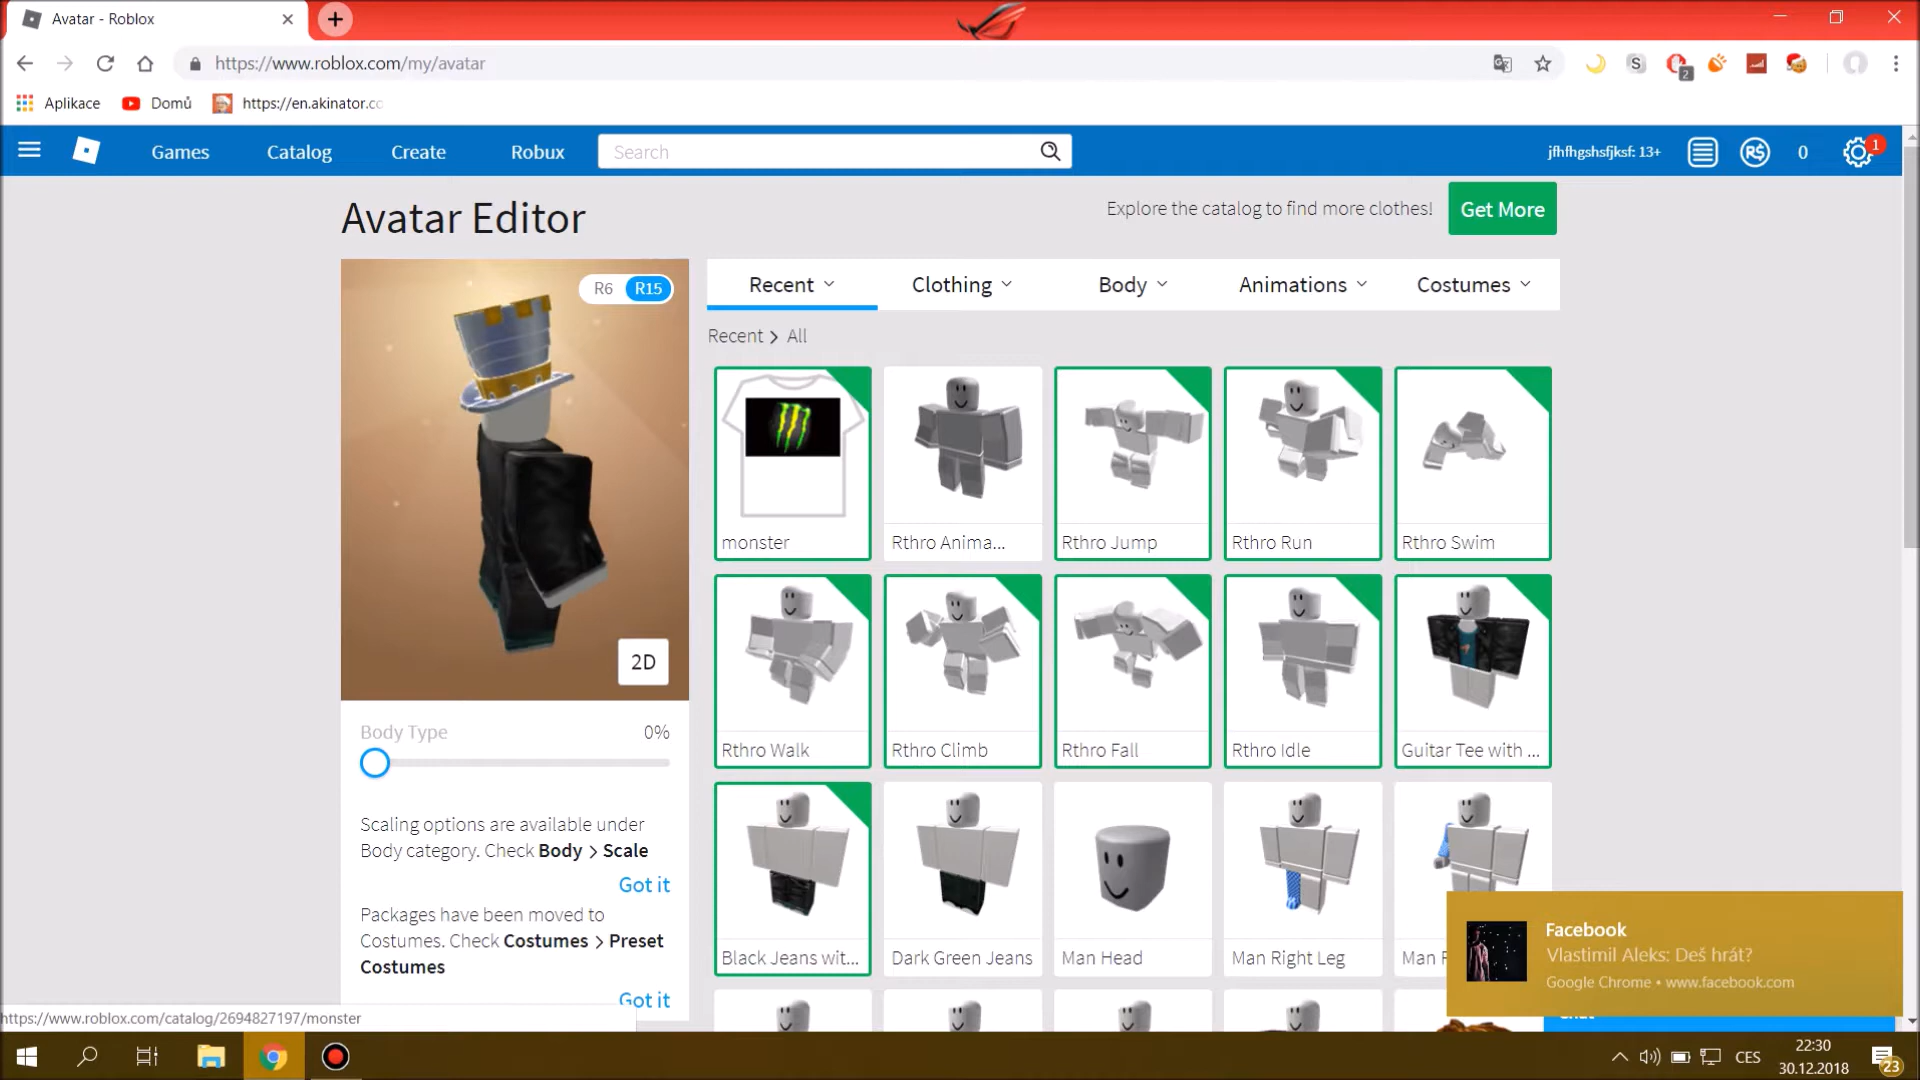 Avatar - Roblox
https://www.roblox.com/my/avatar
S
2
Aplikace
Domů
https://en.akinator.co
Games
Catalog
Create
Robux
Search
jfhfhgshsfjksf: 13+
R$
0
1
Avatar Editor
Explore the catalog to find more clothes!
Get More
R6
R15
2D
Recent
Clothing
Body
Animations
Costumes
Recent > All
monster
Rthro Anima...
Rthro Jump
Rthro Run
Rthro Swim
Rthro Walk
Rthro Climb
Rthro Fall
Rthro Idle
Guitar Tee with ...
Black Jeans wit...
Dark Green Jeans
Man Head
Man Right Leg
Body Type
0%
Scaling options are available under
Body category. Check Body > Scale
Got it
Packages have been moved to
Costumes. Check Costumes > Preset
Costumes
Got it
Facebook
Vlastimil Aleks: Deš hrát?
Google Chrome • www.facebook.com
https://www.roblox.com/catalog/2694827197/monster
CES
22:30
30.12.2018
23